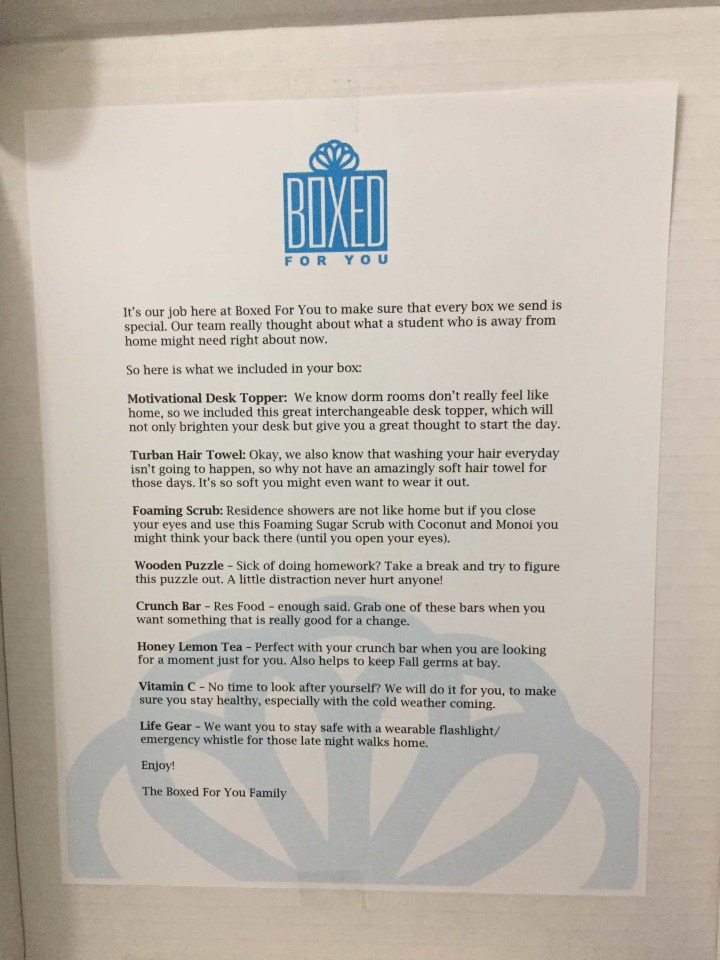 BOXED
FOR YOU
It's our job here at Boxed For You to make sure that every box we send is
special. Our team really thought about what a student who is away from
home might need right about now.
So here is what we included in your box:
Motivational Desk Topper:  We know dorm rooms don't really feel like
home, so we included this great interchangeable desk topper, which will
not only brighten your desk but give you a great thought to start the day.
Turban Hair Towel: Okay, we also know that washing your hair everyday
isn't going to happen, so why not have an amazingly soft hair towel for
those days. It's so soft you might even want to wear it out.
Foaming Scrub: Residence showers are not like home but if you close
your eyes and use this Foaming Sugar Scrub with Coconut and Monoi you
might think your back there (until you open your eyes).
Wooden Puzzle – Sick of doing homework? Take a break and try to figure
this puzzle out. A little distraction never hurt anyone!
Crunch Bar – Res Food – enough said. Grab one of these bars when you
want something that is really good for a change.
Honey Lemon Tea – Perfect with your crunch bar when you are looking
for a moment just for you. Also helps to keep Fall germs at bay.
Vitamin C – No time to look after yourself? We will do it for you, to make
sure you stay healthy, especially with the cold weather coming.
Life Gear – We want you to stay safe with a wearable flashlight/
emergency whistle for those late night walks home.
Enjoy!
The Boxed For You Family